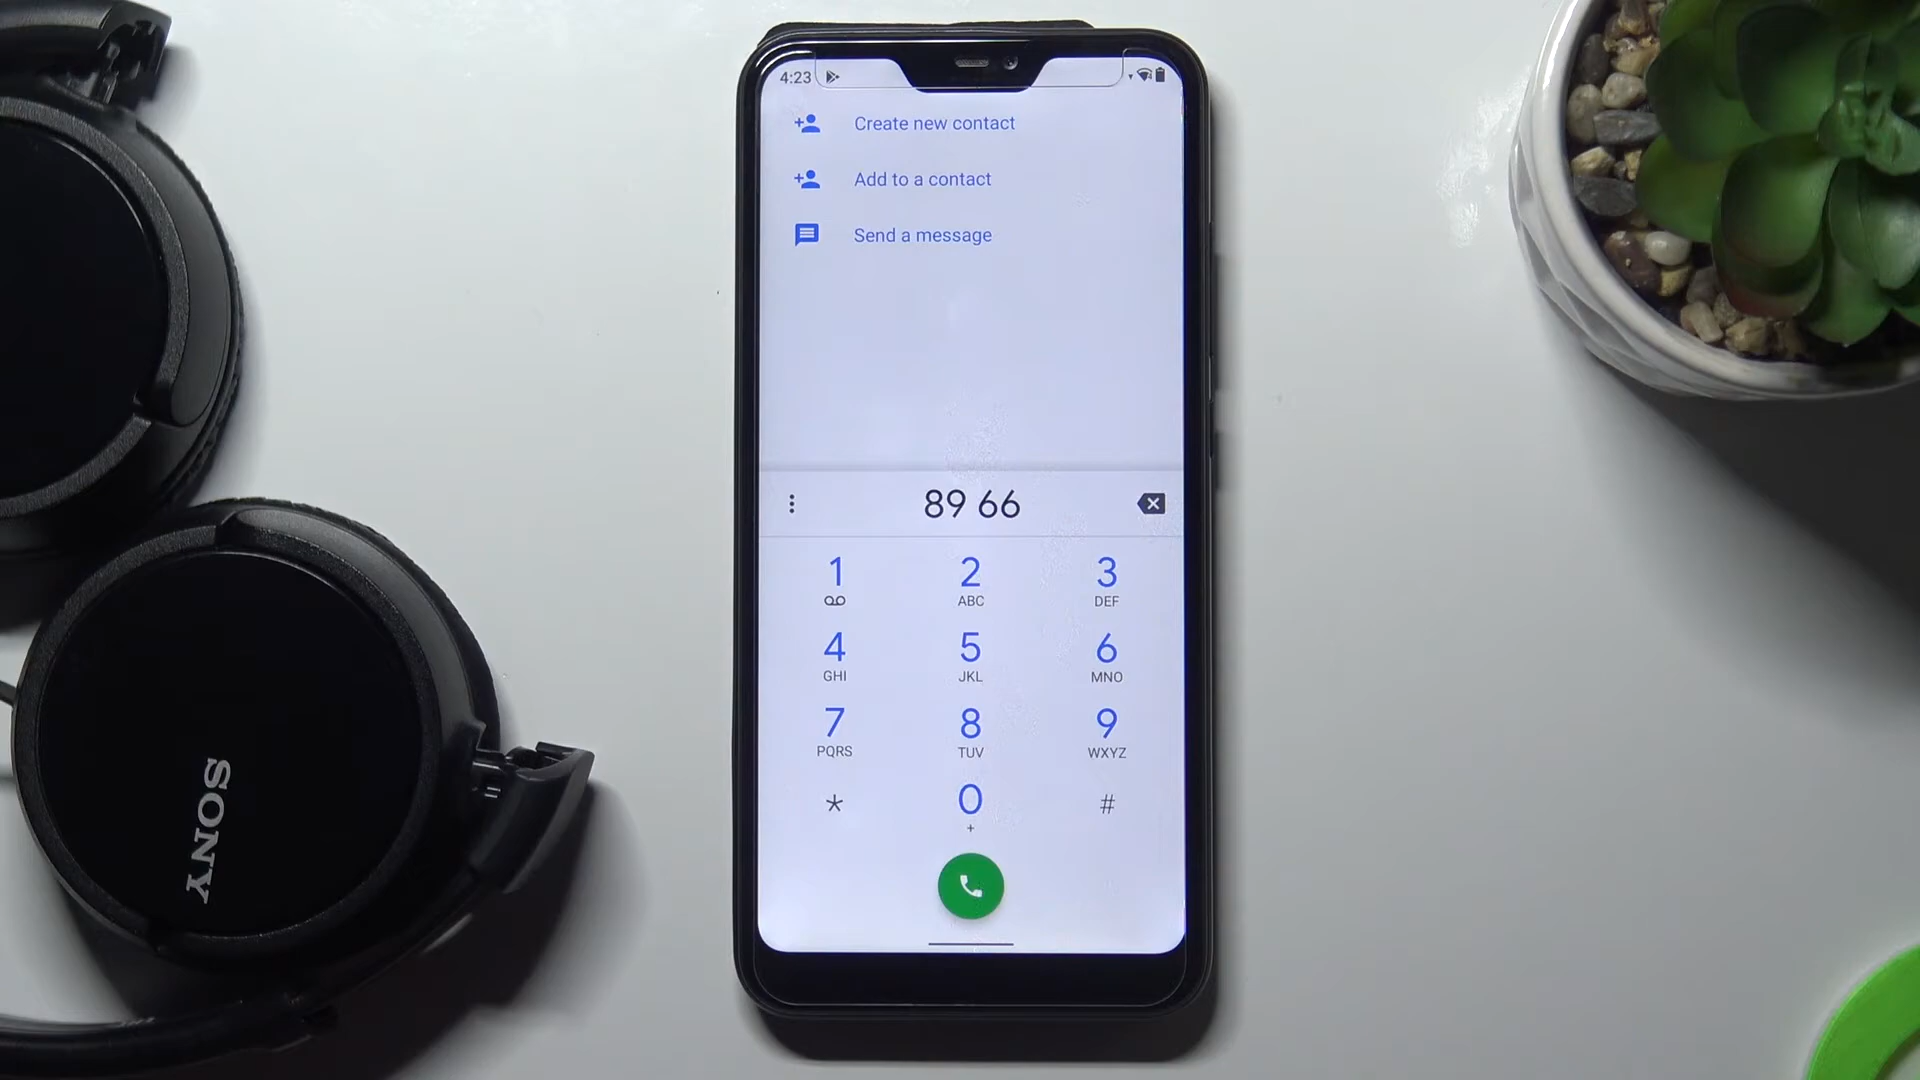 4:23
Create new contact
Add to a contact
Send a message
89 66
1 2 3
ABC DEF
4 5 6
GHI JKL MNO
7 8 9
PQRS TUV WXYZ
* 0 #
+
SONY